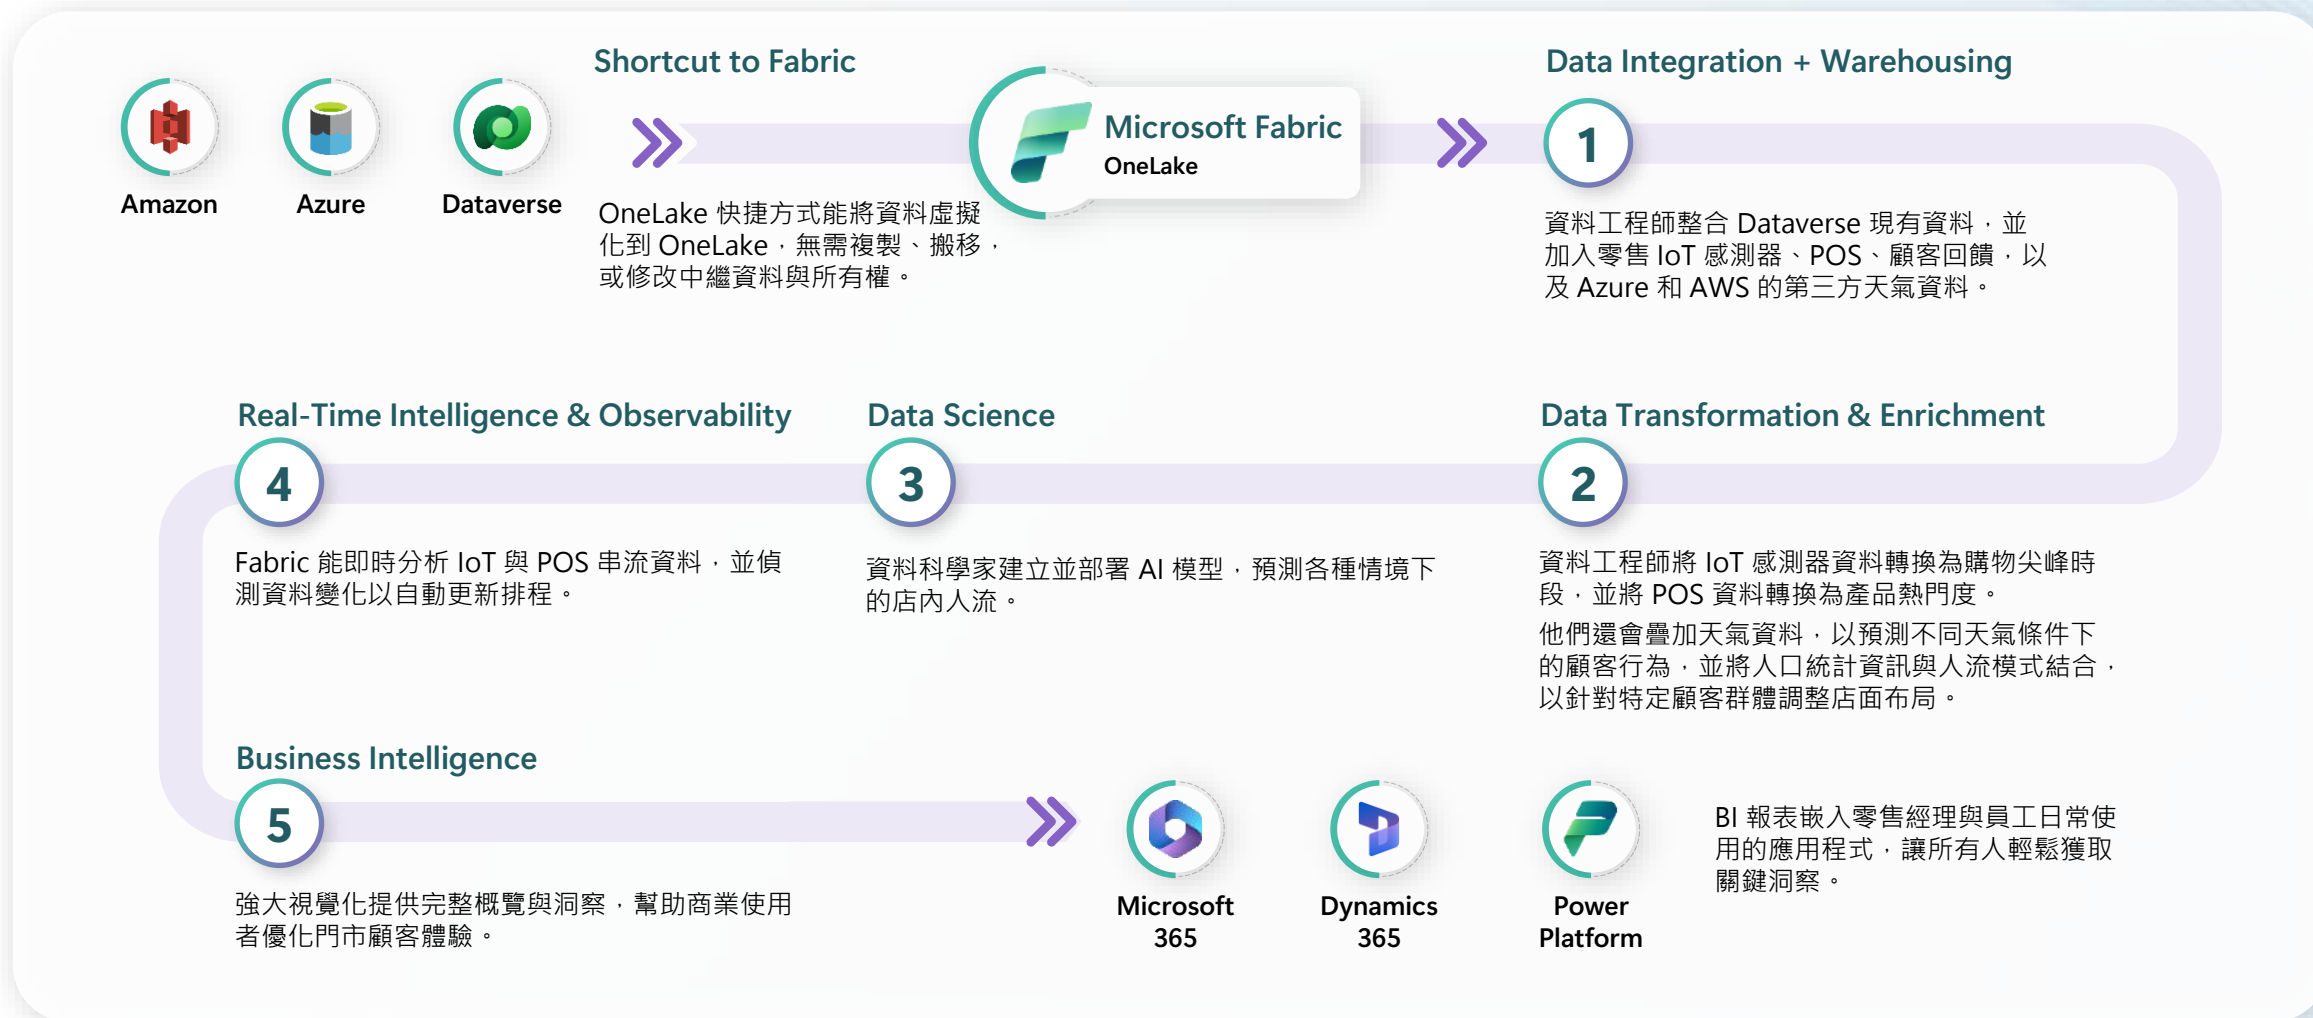 Shortcut to Fabric
Amazon
Azure
Dataverse
OneLake 快捷方式能將資料虛擬
化到 OneLake，無需複製、搬移，
或修改中繼資料與所有權。
Microsoft Fabric
OneLake
Data Integration + Warehousing
1
資料工程師整合 Dataverse 現有資料，並
加入零售 IoT 感測器、POS、顧客回饋，以
及 Azure 和 AWS 的第三方天氣資料。
Data Transformation & Enrichment
2
資料工程師將 IoT 感測器資料轉換為購物尖峰時
段，並將 POS 資料轉換為產品熱門度。
他們還會疊加天氣資料，以預測不同天氣條件下
的顧客行為，並將人口統計資訊與人流模式結合，
以針對特定顧客群體調整店面布局。
Data Science
3
資料科學家建立並部署 AI 模型，預測各種情境下
的店內人流。
Real-Time Intelligence & Observability
4
Fabric 能即時分析 IoT 與 POS 串流資料，並偵
測資料變化以自動更新排程。
Business Intelligence
5
強大視覺化提供完整概覽與洞察，幫助商業使用
者優化門市顧客體驗。
Microsoft
365
Dynamics
365
Power
Platform
BI 報表嵌入零售經理與員工日常使
用的應用程式，讓所有人輕鬆獲取
關鍵洞察。